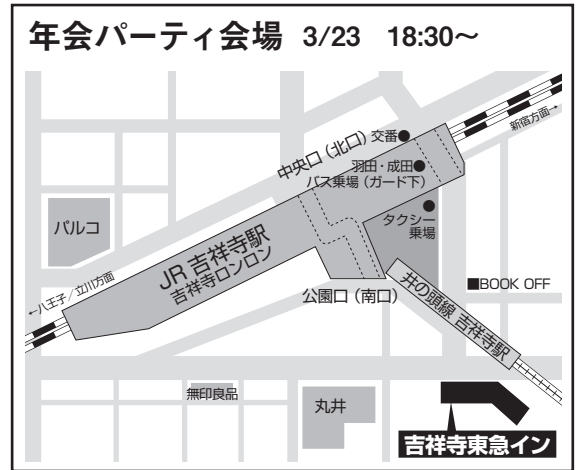 年会パーティ会場 3/23 18:30～
新宿方面→
中央口（北口）
交番●
羽田・成田●
バス乗場（ガード下）
●
タクシー
乗場
パルコ
JR 吉祥寺駅
吉祥寺ロンロン
←八王子／立川方面
公園口（南口）
■BOOK OFF
井の頭線 吉祥寺駅
無印良品
丸井
吉祥寺東急イン